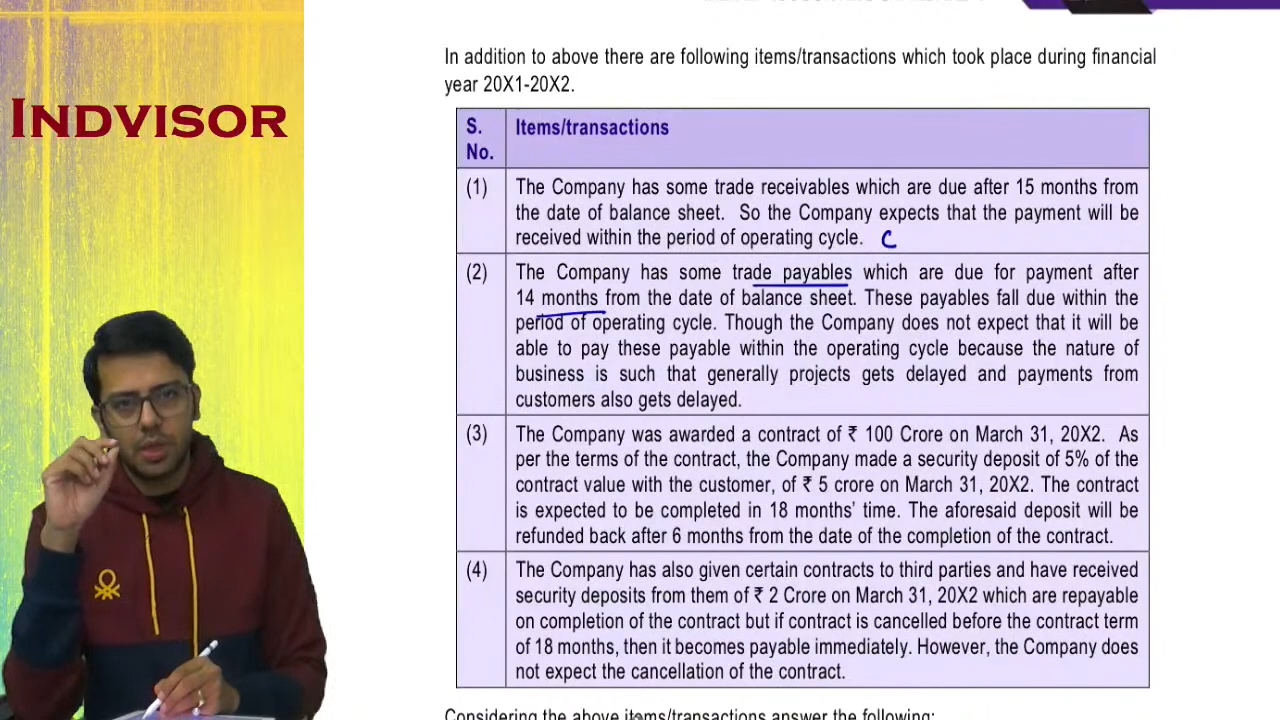 INDVISOR
In addition to above there are following items/transactions which took place during financial
year 20X1-20X2.
S. No.
Items/transactions
(1)
The Company has some trade receivables which are due after 15 months from
the date of balance sheet. So the Company expects that the payment will be
received within the period of operating cycle. C
(2)
The Company has some trade payables which are due for payment after
14 months from the date of balance sheet. These payables fall due within the
period of operating cycle. Though the Company does not expect that it will be
able to pay these payable within the operating cycle because the nature of
business is such that generally projects gets delayed and payments from
customers also gets delayed.
(3)
The Company was awarded a contract of ₹ 100 Crore on March 31, 20X2. As
per the terms of the contract, the Company made a security deposit of 5% of the
contract value with the customer, of ₹ 5 crore on March 31, 20X2. The contract
is expected to be completed in 18 months’ time. The aforesaid deposit will be
refunded back after 6 months from the date of the completion of the contract.
(4)
The Company has also given certain contracts to third parties and have received
security deposits from them of ₹ 2 Crore on March 31, 20X2 which are repayable
on completion of the contract but if contract is cancelled before the contract term
of 18 months, then it becomes payable immediately. However, the Company does
not expect the cancellation of the contract.
Considering the above items/transactions answer the following: